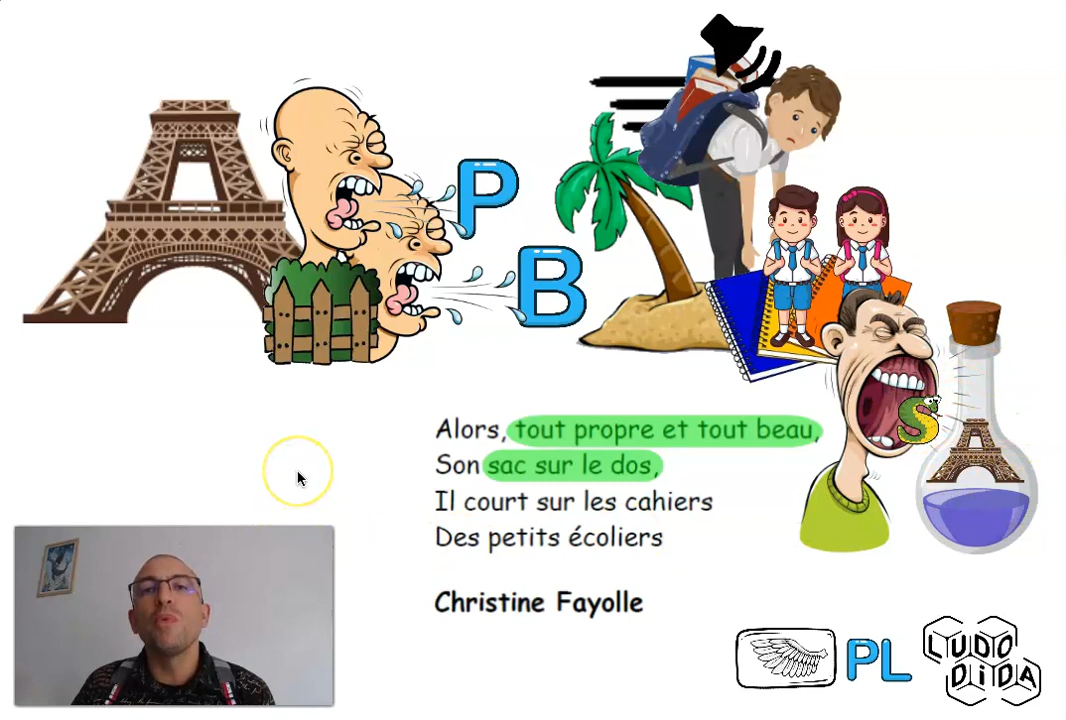 P
B
S
Alors, tout propre et tout beau,
Son sac sur le dos,
Il court sur les cahiers
Des petits écoliers
Christine Fayolle
PL
LUDO
DiDA